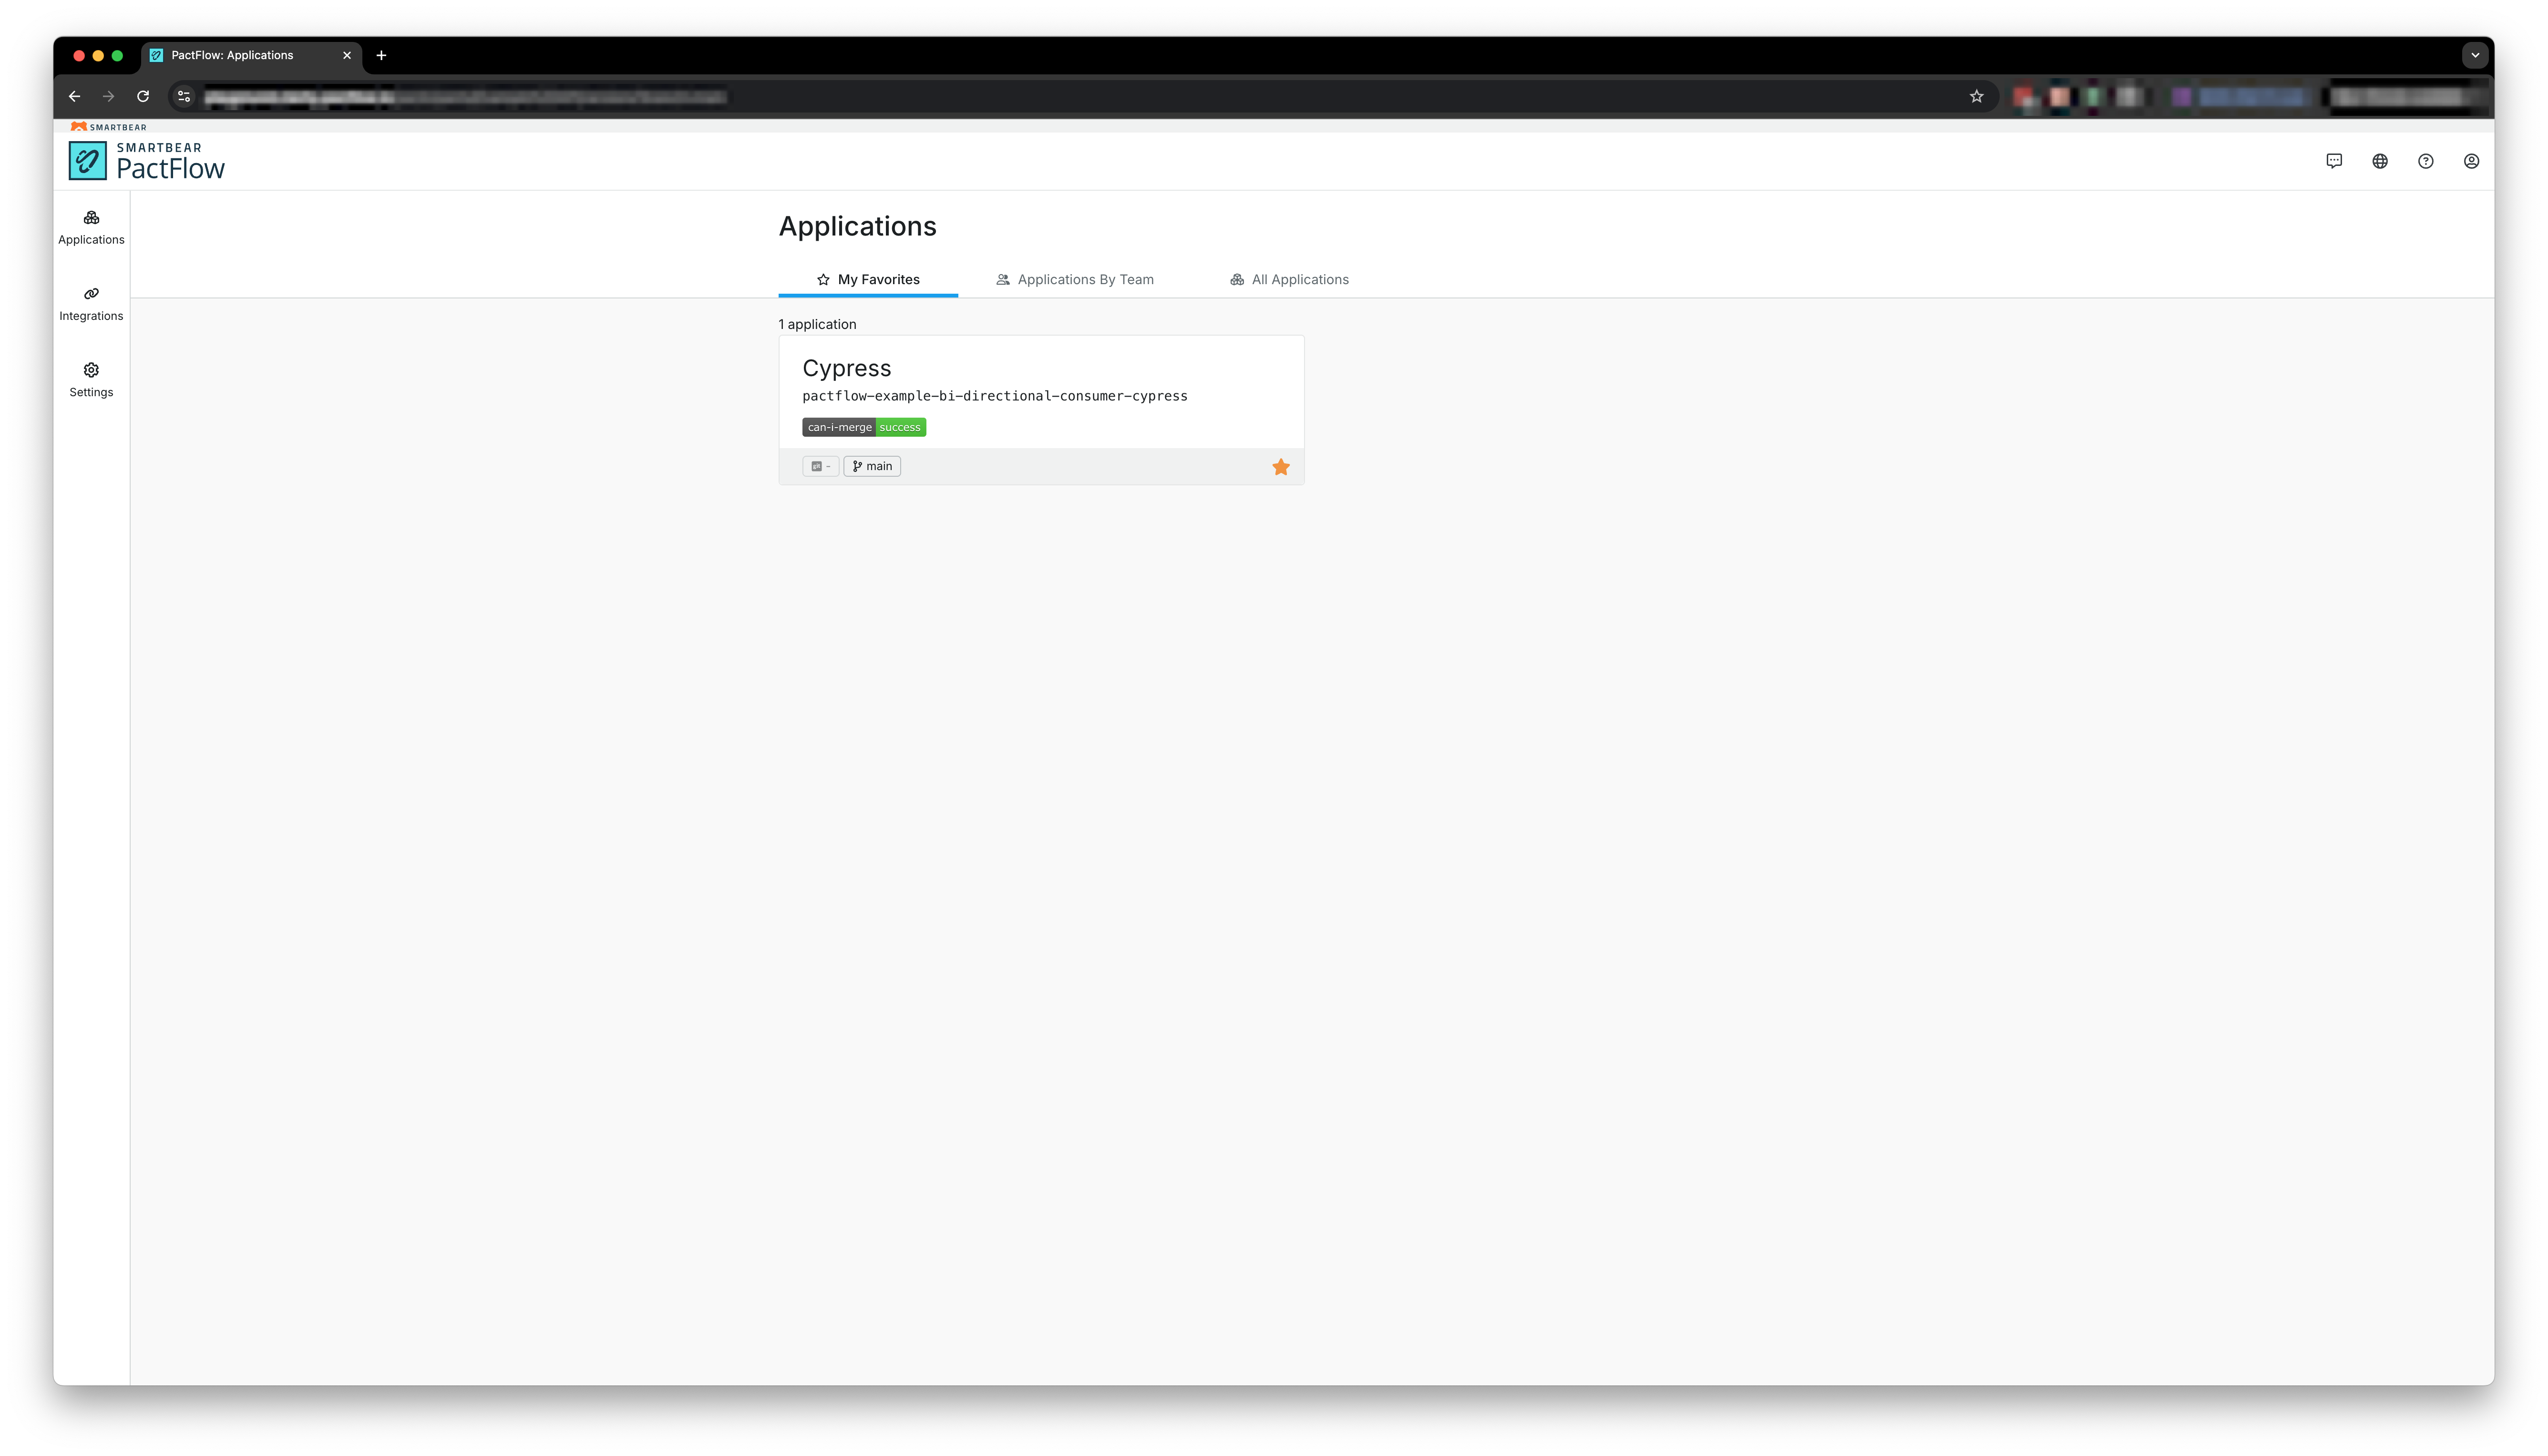 PactFlow: Applications
SMARTBEAR
SMARTBEAR
PactFlow
Applications
Integrations
Settings
Applications
My Favorites
Applications By Team
All Applications
1 application
Cypress
pactflow-example-bi-directional-consumer-cypress
can-i-merge success
git -
main